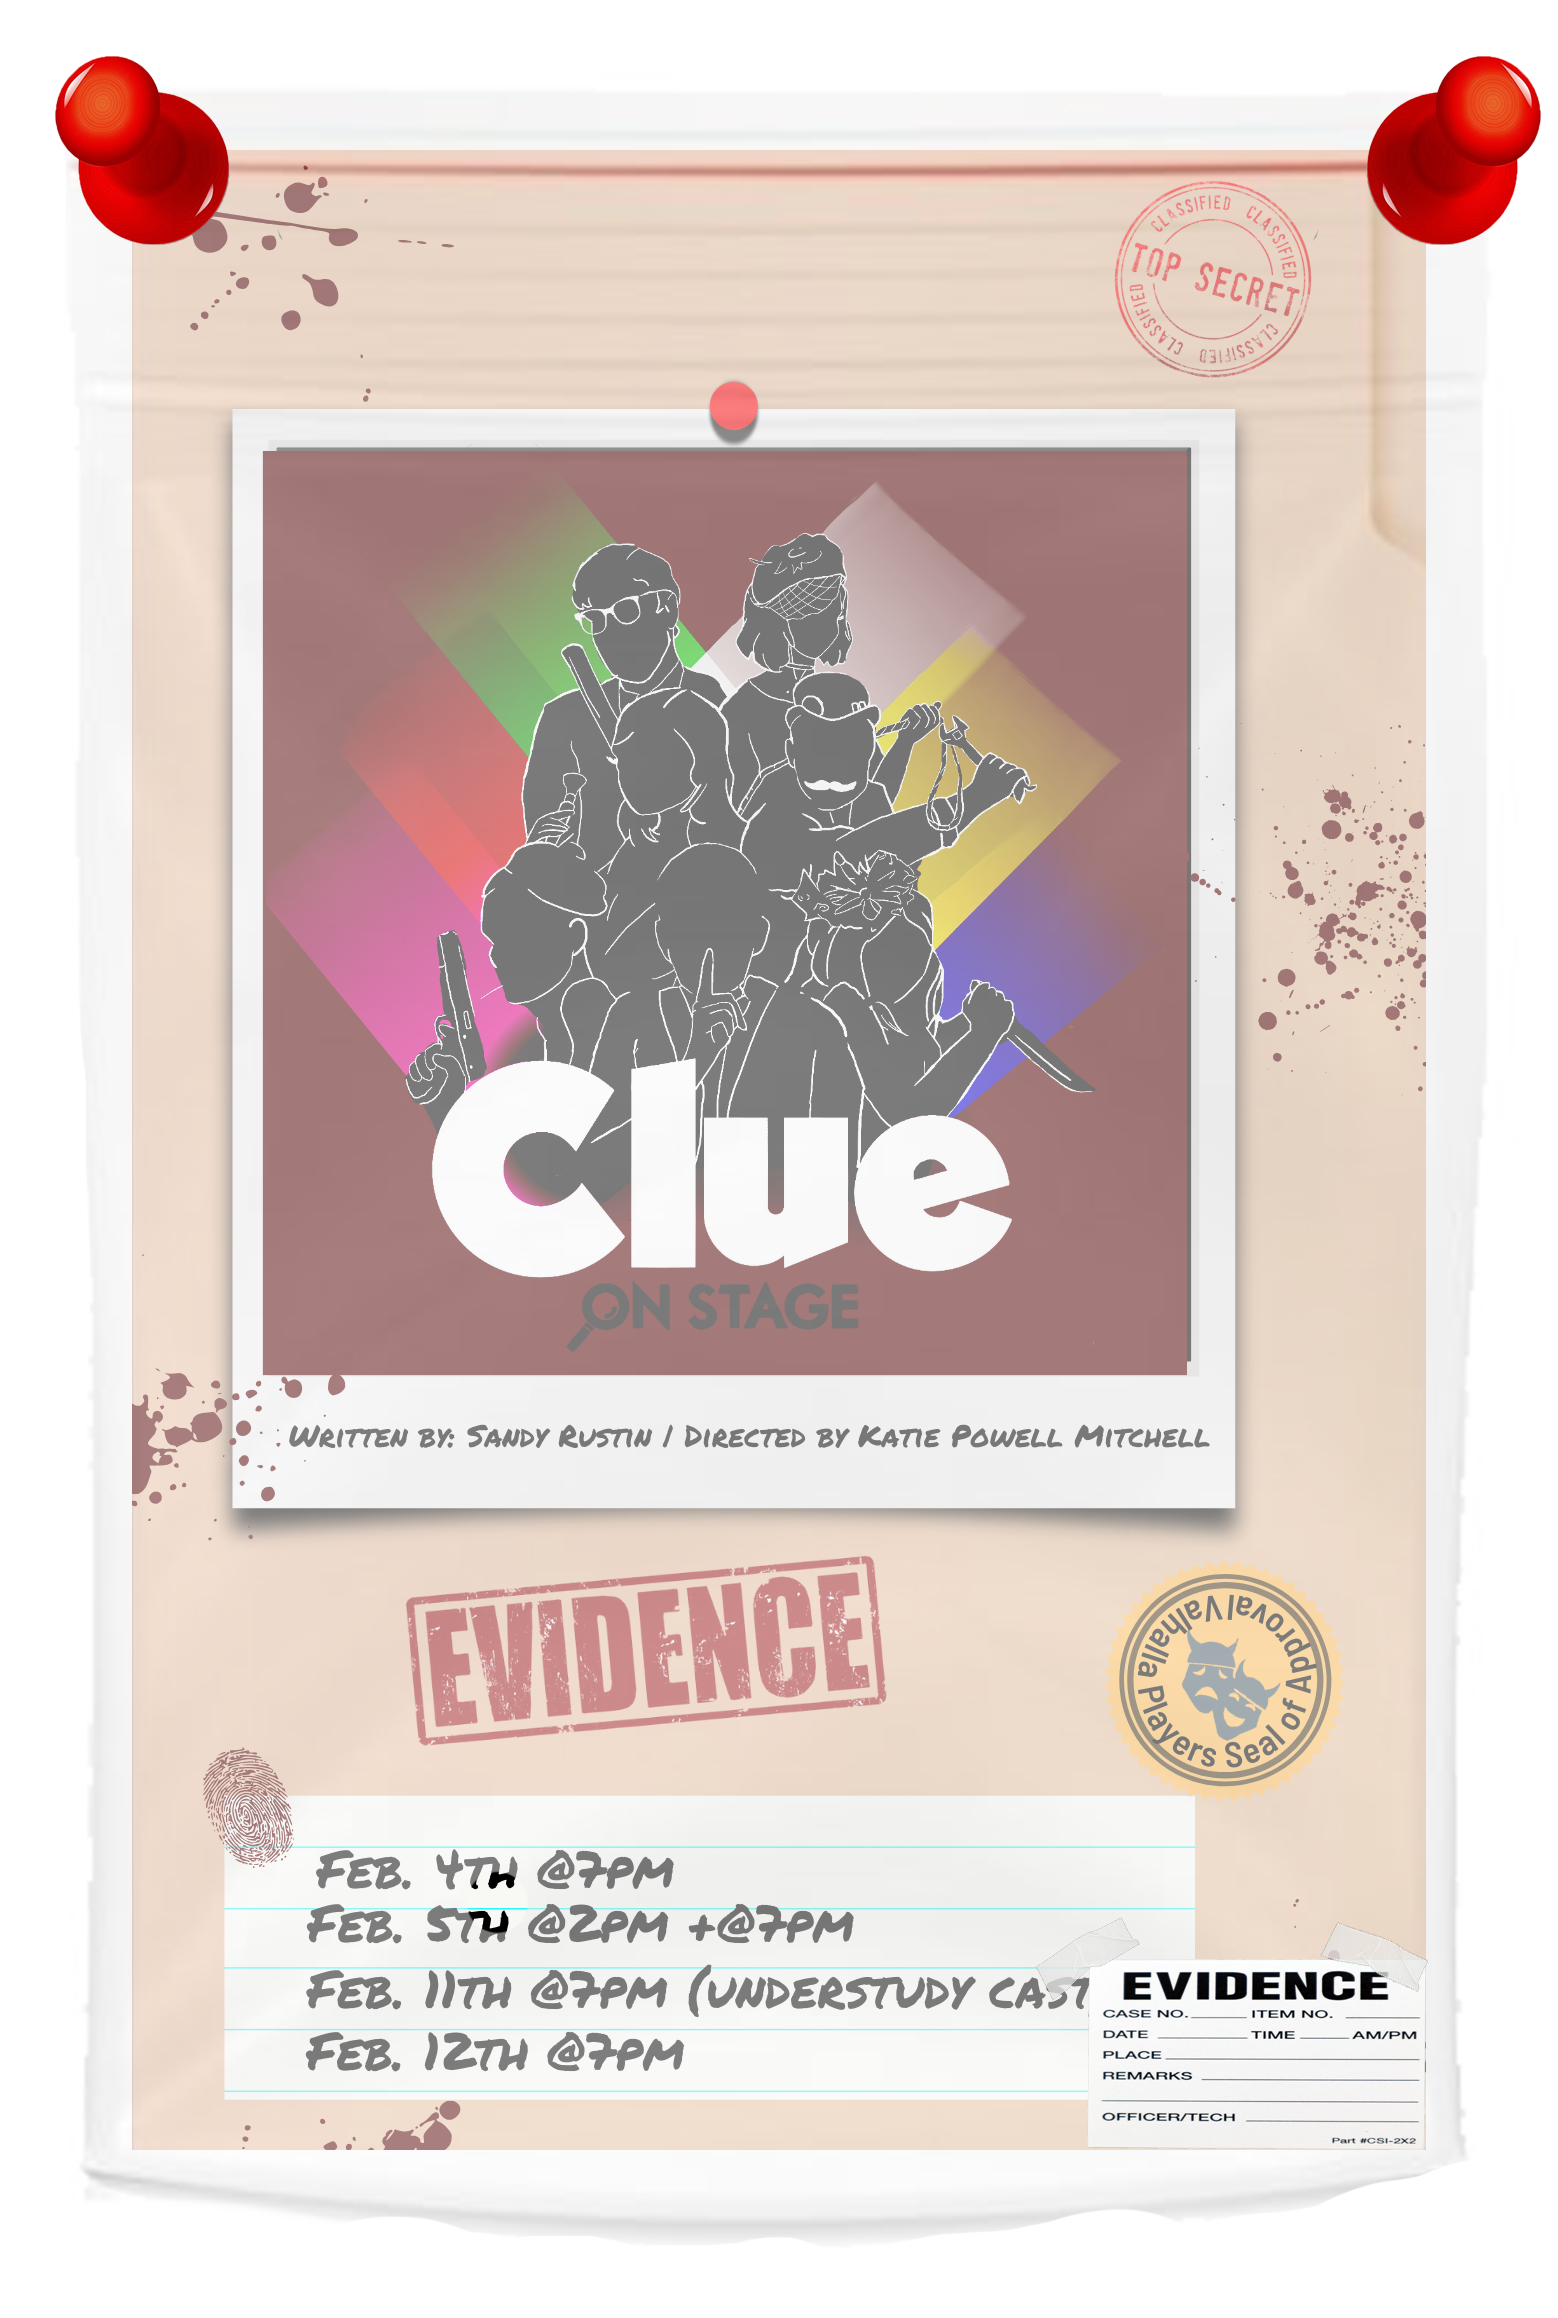 CLASSIFIED CLASSIFIED CLASSIFIED CLASSIFIED
TOP SECRET
Clue
ON STAGE
WRITTEN BY: SANDY RUSTIN / DIRECTED BY KATIE POWELL MITCHELL
EVIDENCE
Valhalla Players Seal of Approval
FEB. 4TH @7PM
FEB. 5TH @2PM +@7PM
FEB. 11TH @7PM (UNDERSTUDY CAST
FEB. 12TH @7PM
EVIDENCE
CASE NO. ITEM NO.
DATE TIME AM/PM
PLACE
REMARKS
OFFICER/TECH
Part #CSI-2X2